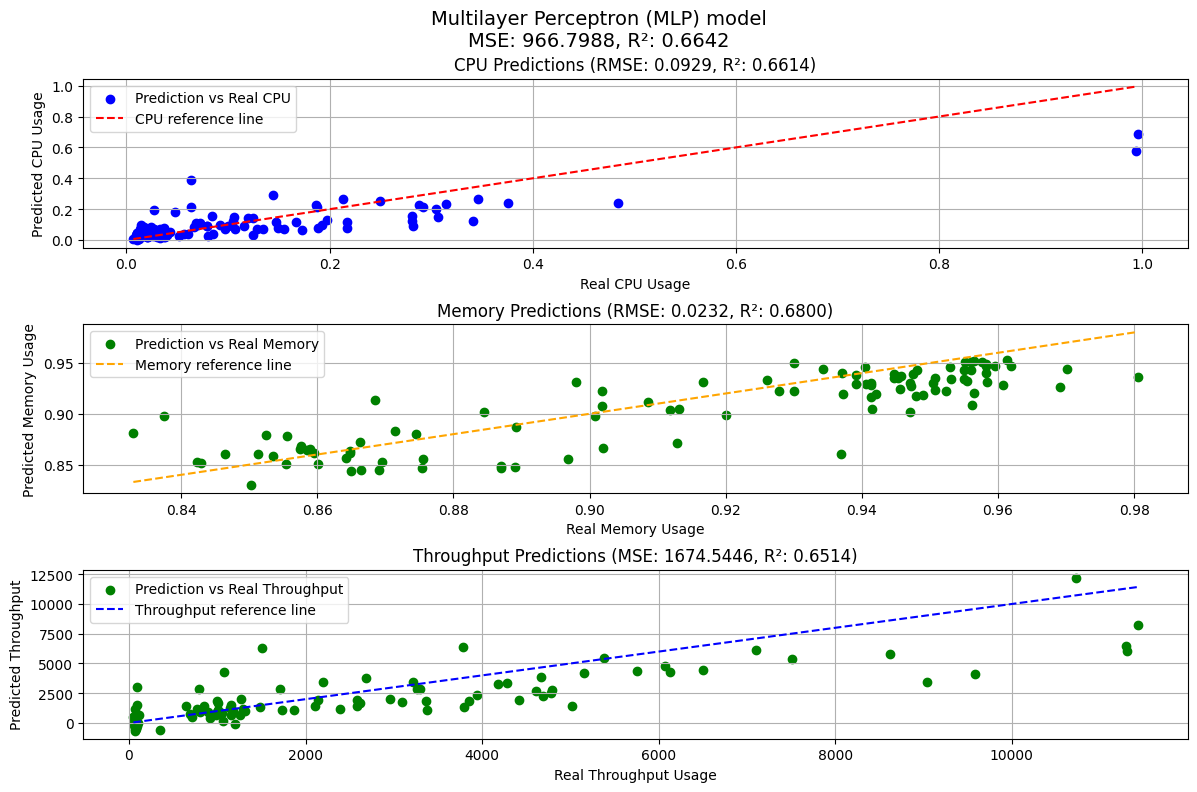 Multilayer Perceptron (MLP) model
MSE: 966.7988, R²: 0.6642
CPU Predictions (RMSE: 0.0929, R²: 0.6614)
Predicted CPU Usage
1.0
0.8
0.6
0.4
0.2
0.0
Prediction vs Real CPU
CPU reference line
0.0 0.2 0.4 0.6 0.8 1.0
Real CPU Usage
Memory Predictions (RMSE: 0.0232, R²: 0.6800)
Predicted Memory Usage
0.95
0.90
0.85
Prediction vs Real Memory
Memory reference line
0.84 0.86 0.88 0.90 0.92 0.94 0.96 0.98
Real Memory Usage
Throughput Predictions (MSE: 1674.5446, R²: 0.6514)
Predicted Throughput
12500
10000
7500
5000
2500
0
Prediction vs Real Throughput
Throughput reference line
0 2000 4000 6000 8000 10000
Real Throughput Usage